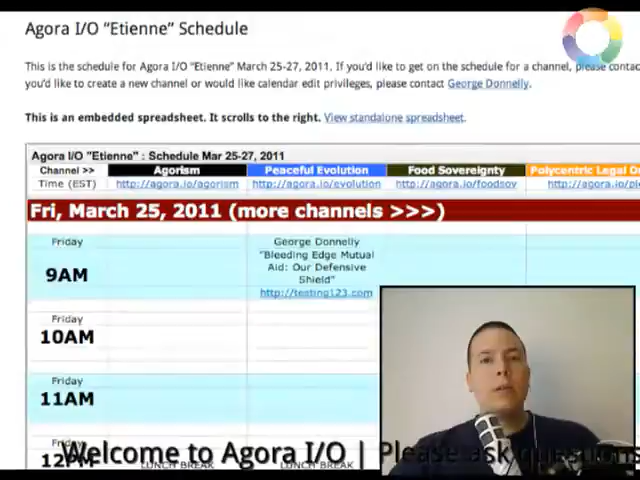 Agora I/O “Etienne” Schedule
This is the schedule for Agora I/O “Etienne” March 25-27, 2011. If you'd like to get on the schedule for a channel, please contac
you'd like to create a new channel or would like calendar edit privileges, please contact George Donnelly.
This is an embedded spreadsheet. It scrolls to the right. View standalone spreadsheet.
Agora I/O "Etienne" : Schedule Mar 25-27, 2011
Channel >> Agorism Peaceful Evolution Food Sovereignty Polycentric Legal
Time (EST) http://agora.io/agorism http://agora.io/evolution http://agora.io/foodsov http://agora.io/pl
Fri, March 25, 2011 (more channels >>>)
Friday
9AM
George Donnelly
"Bleeding Edge Mutual
Aid: Our Defensive
Shield"
http://testing123.com
Friday
10AM
Friday
11AM
Friday
12PM
LUNCH BREAK LUNCH BREAK
Welcome to Agora I/O | Please ask questions